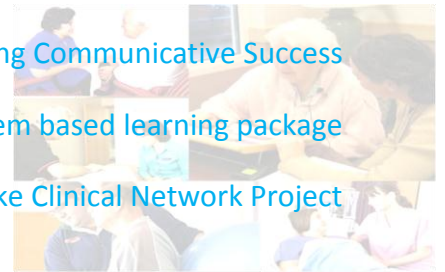 ng Communicative Success
em based learning package
ke Clinical Network Project